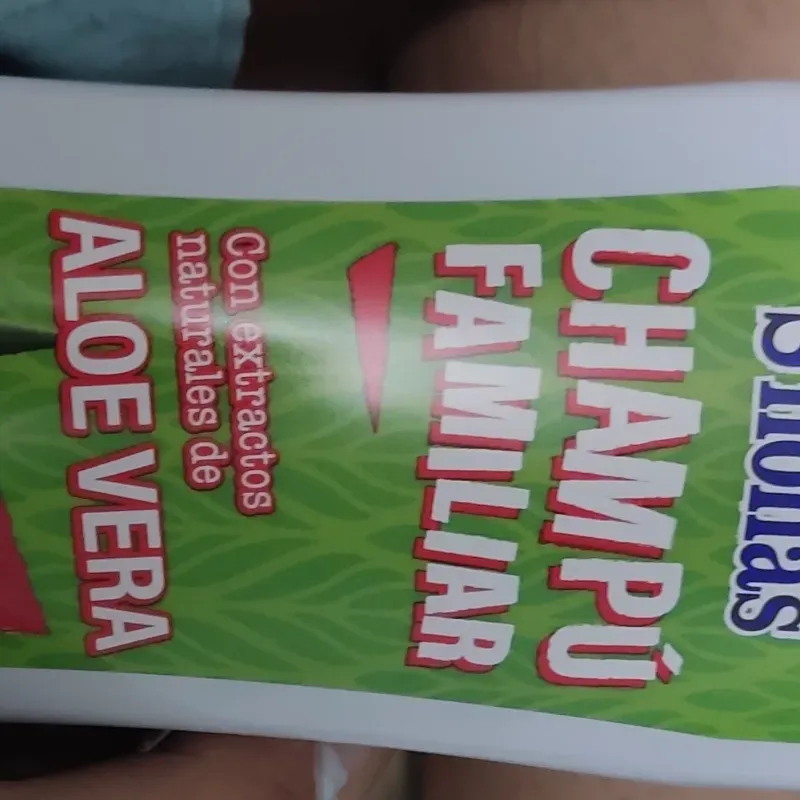 CHAMPÚ
FAMILIAR
Con extractos
naturales de
ALOE VERA